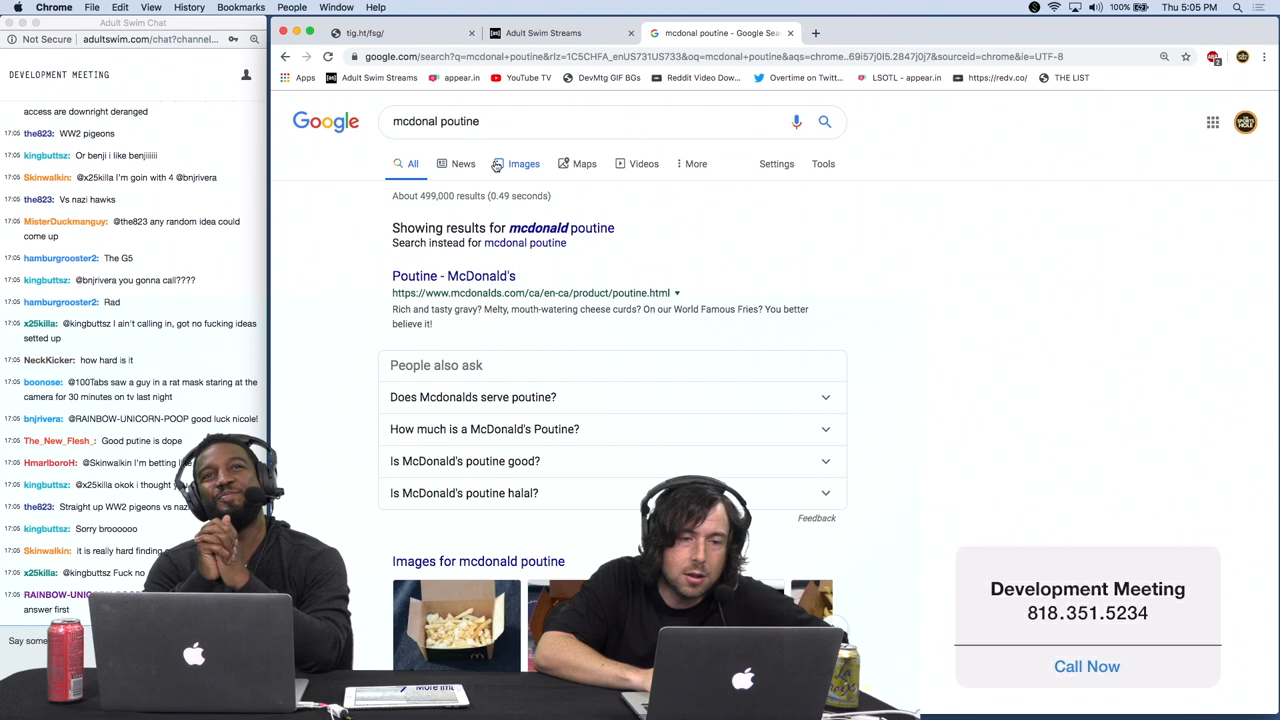 Chrome File Edit View History Bookmarks People Window Help 100% Thu 5:05 PM
Adult Swim Chat
Not Secure adultswim.com/chat?channel...
DEVELOPMENT MEETING
access are downright deranged
17:05 the823: WW2 pigeons
17:05 kingbuttsz: Or benji i like benjiiiiii
17:05 Skinwalkin: @x25killa I'm goin with 4 @bnjrivera
17:05 the823: Vs nazi hawks
17:05 MisterDuckmanguy: @the823 any random idea could
come up
17:05 hamburgrooster2: The G5
17:05 kingbuttsz: @bnjrivera you gonna call????
17:05 hamburgrooster2: Rad
17:05 x25killa: @kingbuttsz I ain't calling in, got no fucking ideas
setted up
17:05 NeckKicker: how hard is it
17:05 boonose: @100Tabs saw a guy in a rat mask staring at the
camera for 30 minutes on tv last night
17:05 bnjrivera: @RAINBOW-UNICORN-POOP good luck nicole!
17:05 The_New_Flesh_: Good putine is dope
17:05 HmarlboroH: @Skinwalkin I'm betting
17:05 kingbuttsz: @x25killa okok i thought
17:05 the823: Straight up WW2 pigeons vs
17:05 kingbuttsz: Sorry brooooo
17:05 Skinwalkin: it is really hard finding
17:05 x25killa: @kingbuttsz Fuck no
17:05 RAINBOW-UNICORN
answer first
Say
tig.ht/fsg/
Adult Swim Streams
mcdonal poutine - Google Sea
google.com/search?q=mcdonal+poutine&rlz=1C5CHFA_enUS731US733&oq=mcdonal+poutine&aqs=chrome..69i57j0l5.2847j0j7&sourceid=chrome&ie=UTF-8
Apps Adult Swim Streams appear.in YouTube TV DevMtg GIF BGs Reddit Video Dow... Overtime on Twitt... LSOTL - appear.in https://redv.co/ THE LIST
Google
mcdonal poutine
All News Images Maps Videos More Settings Tools
About 499,000 results (0.49 seconds)
Showing results for mcdonald poutine
Search instead for mcdonal poutine
Poutine - McDonald's
https://www.mcdonalds.com/ca/en-ca/product/poutine.html
Rich and tasty gravy? Melty, mouth-watering cheese curds? On our World Famous Fries? You better
believe it!
People also ask
Does Mcdonalds serve poutine?
How much is a McDonald's Poutine?
Is McDonald's poutine good?
Is McDonald's poutine halal?
Feedback
Images for mcdonal poutine
Development Meeting
818.351.5234
Call Now